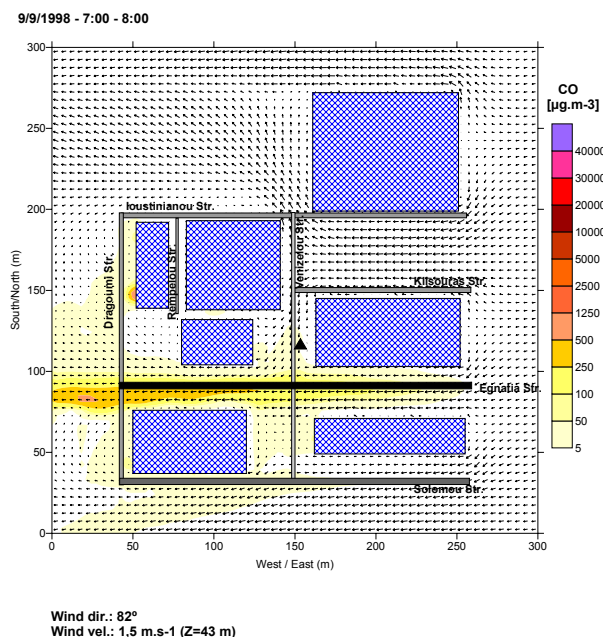 9/9/1998 - 7:00 - 8:00
300
250
200
150
100
50
0
South/North (m)
0 50 100 150 200 250 300
West / East (m)
Ioustinianou Str.
Dragoumi Str.
Rempelou Str.
Venizelou Str.
Klisouras Str.
Egnatia Str.
Solomou Str.
CO
[µg.m-3]
40000
30000
20000
10000
5000
2500
1250
500
250
100
50
5
Wind dir.: 82º
Wind vel.: 1,5 m.s-1 (Z=43 m)